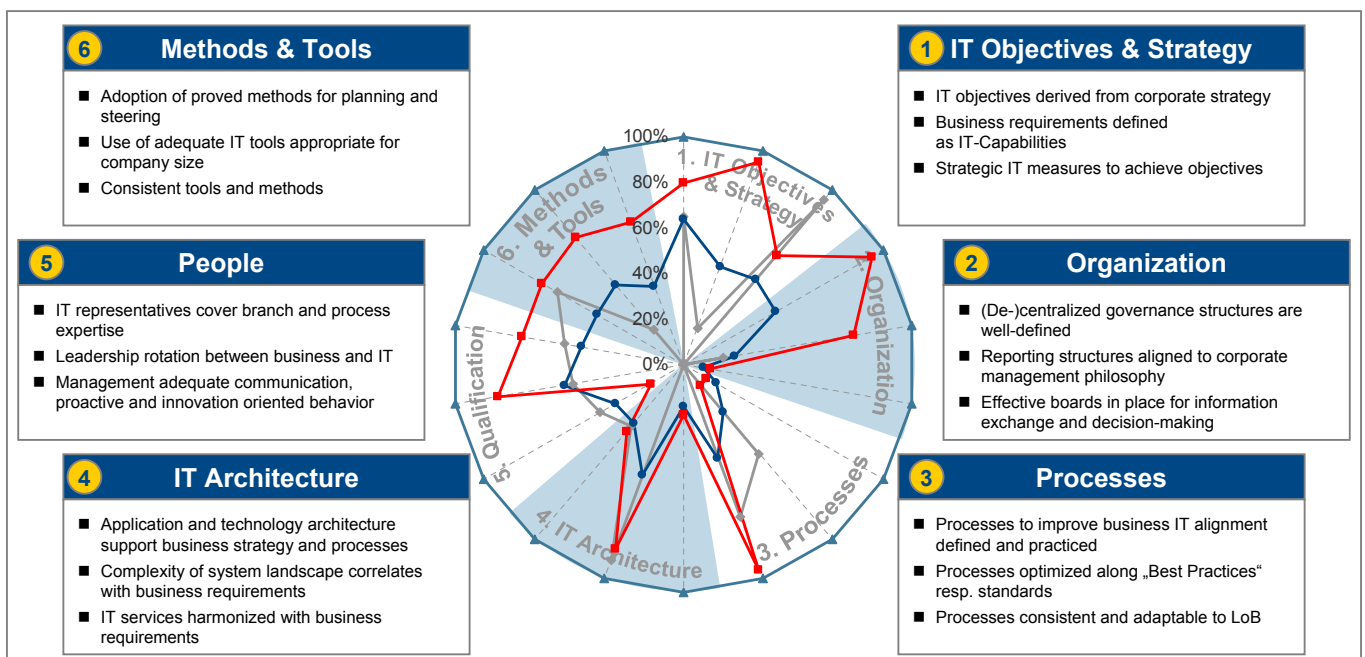 6 Methods & Tools
■ Adoption of proved methods for planning and
steering
■ Use of adequate IT tools appropriate for
company size
■ Consistent tools and methods
5 People
■ IT representatives cover branch and process
expertise
■ Leadership rotation between business and IT
■ Management adequate communication,
proactive and innovation oriented behavior
4 IT Architecture
■ Application and technology architecture
support business strategy and processes
■ Complexity of system landscape correlates
with business requirements
■ IT services harmonized with business
requirements
100%
80%
60%
40%
20%
0%
1. IT Objectives
& Strategy
Organization
3. Processes
4. IT Architecture
5. Qualification
6. Methods
& Tools
1 IT Objectives & Strategy
■ IT objectives derived from corporate strategy
■ Business requirements defined
as IT-Capabilities
■ Strategic IT measures to achieve objectives
2 Organization
■ (De-)centralized governance structures are
well-defined
■ Reporting structures aligned to corporate
management philosophy
■ Effective boards in place for information
exchange and decision-making
3 Processes
■ Processes to improve business IT alignment
defined and practiced
■ Processes optimized along „Best Practices“
resp. standards
■ Processes consistent and adaptable to LoB